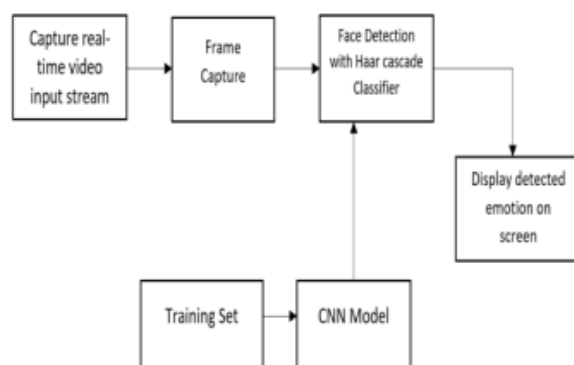 Capture real-
time video
input stream
Frame
Capture
Face Detection
with Haar cascade
Classifier
Display detected
emotion on
screen
Training Set
CNN Model